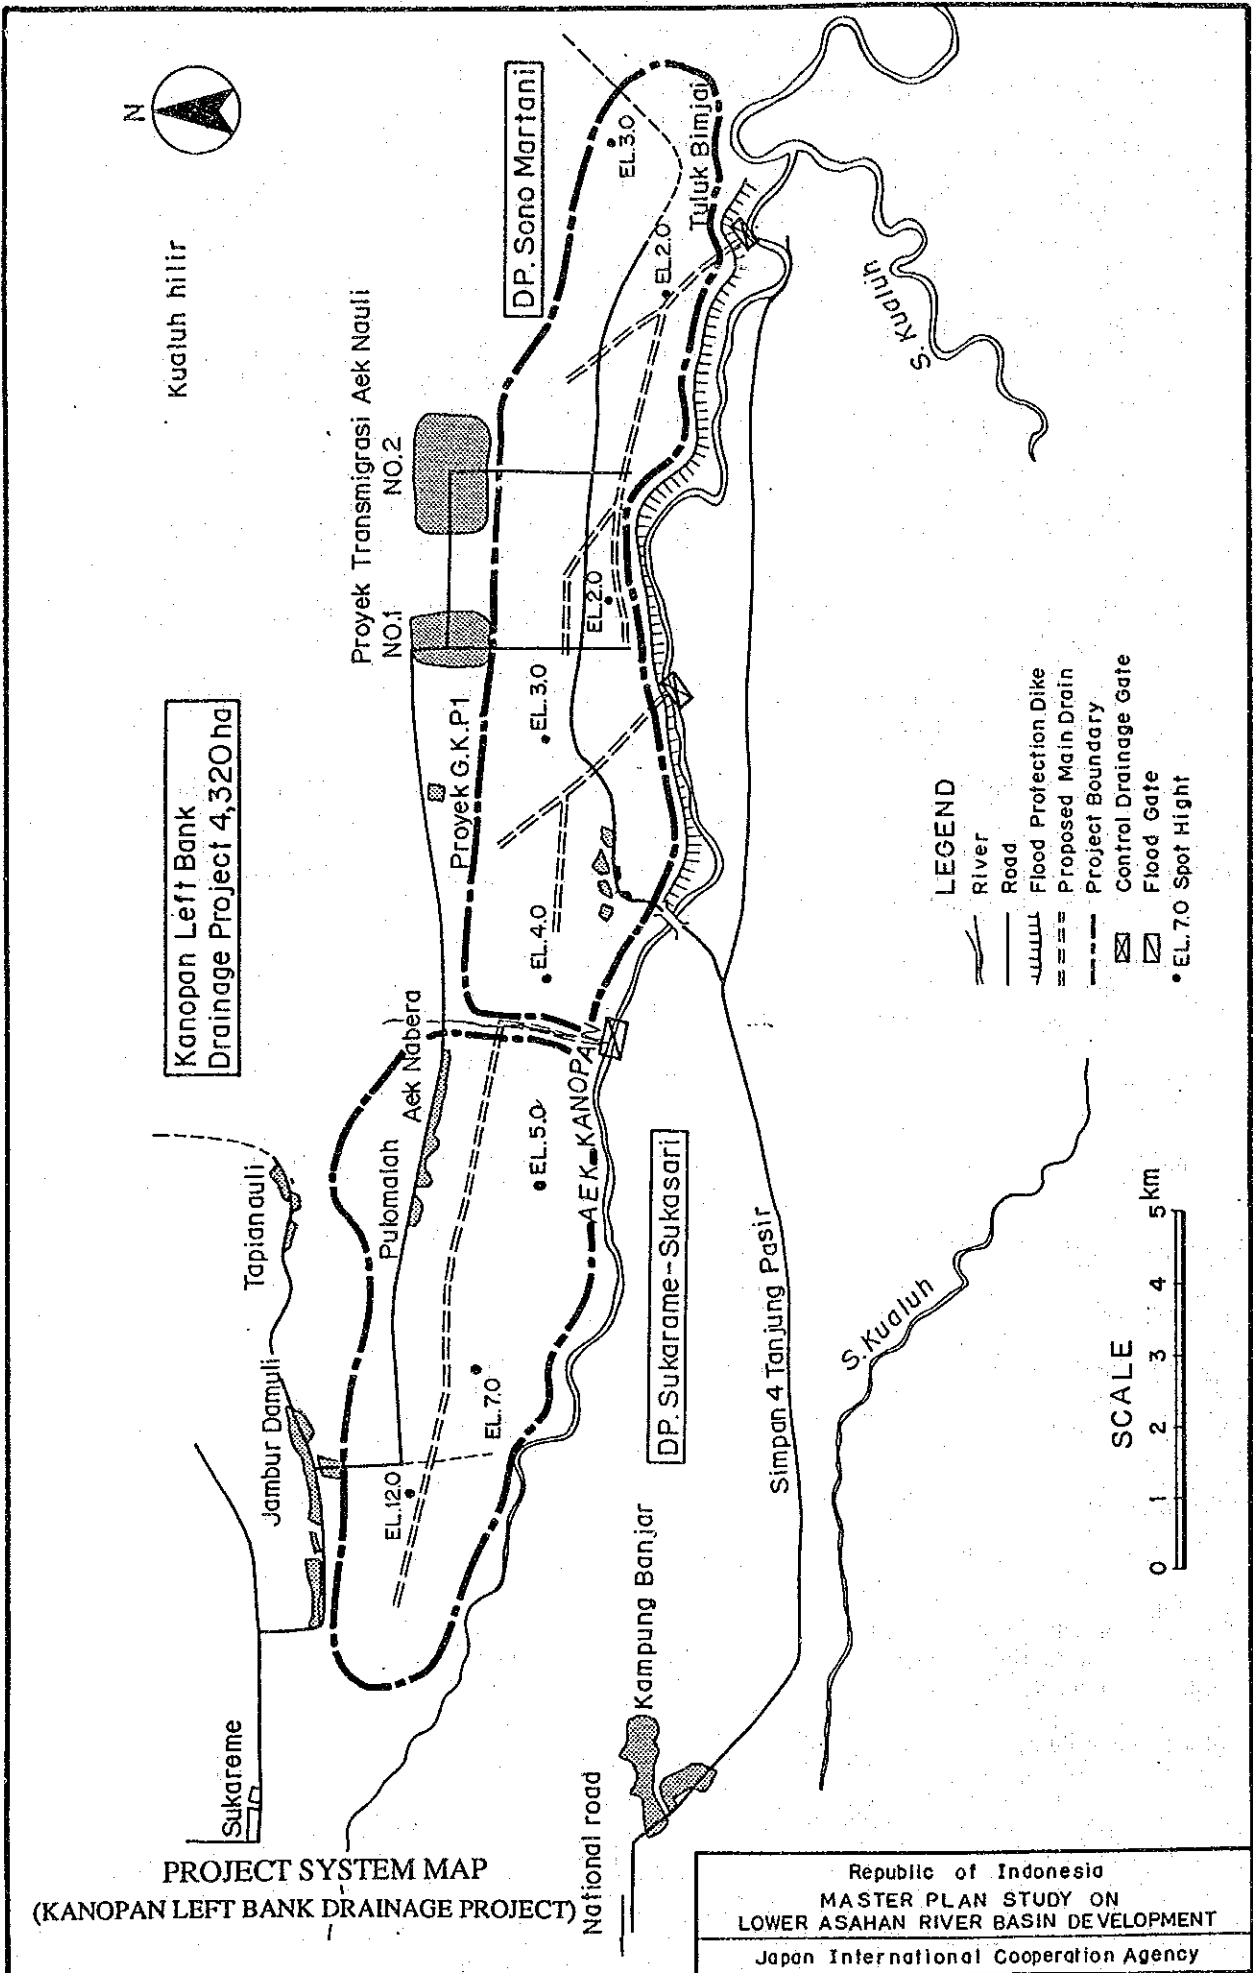 N
Kualuh hilir
Kanopan Left Bank
Drainage Project 4,320 ha
Proyek Transmigrasi Aek Nauli
NO.1
NO.2
DP. Sono Martani
EL.3.0
Tuluk Bimjai
EL.2.0
EL.2.0
EL.3.0
Proyek G.K.P1
EL.4.0
Aek Nabera
Pulomalah
Tapianauli
Jambur Damuli
EL.5.0
EL.7.0
EL.12.0
AEK KANOPAN
DP. Sukarame-Sukasari
Simpan 4 Tanjung Pasir
Kampung Banjar
National road
Sukareme
S. Kualuh
S. Kualuh
LEGEND
River
Road
Flood Protection Dike
Proposed Main Drain
Project Boundary
Control Drainage Gate
Flood Gate
EL. 7.0 Spot Hight
SCALE
0 1 2 3 4 5 km
PROJECT SYSTEM MAP
(KANOPAN LEFT BANK DRAINAGE PROJECT)
Republic of Indonesia
MASTER PLAN STUDY ON
LOWER ASAHAN RIVER BASIN DEVELOPMENT
Japan International Cooperation Agency